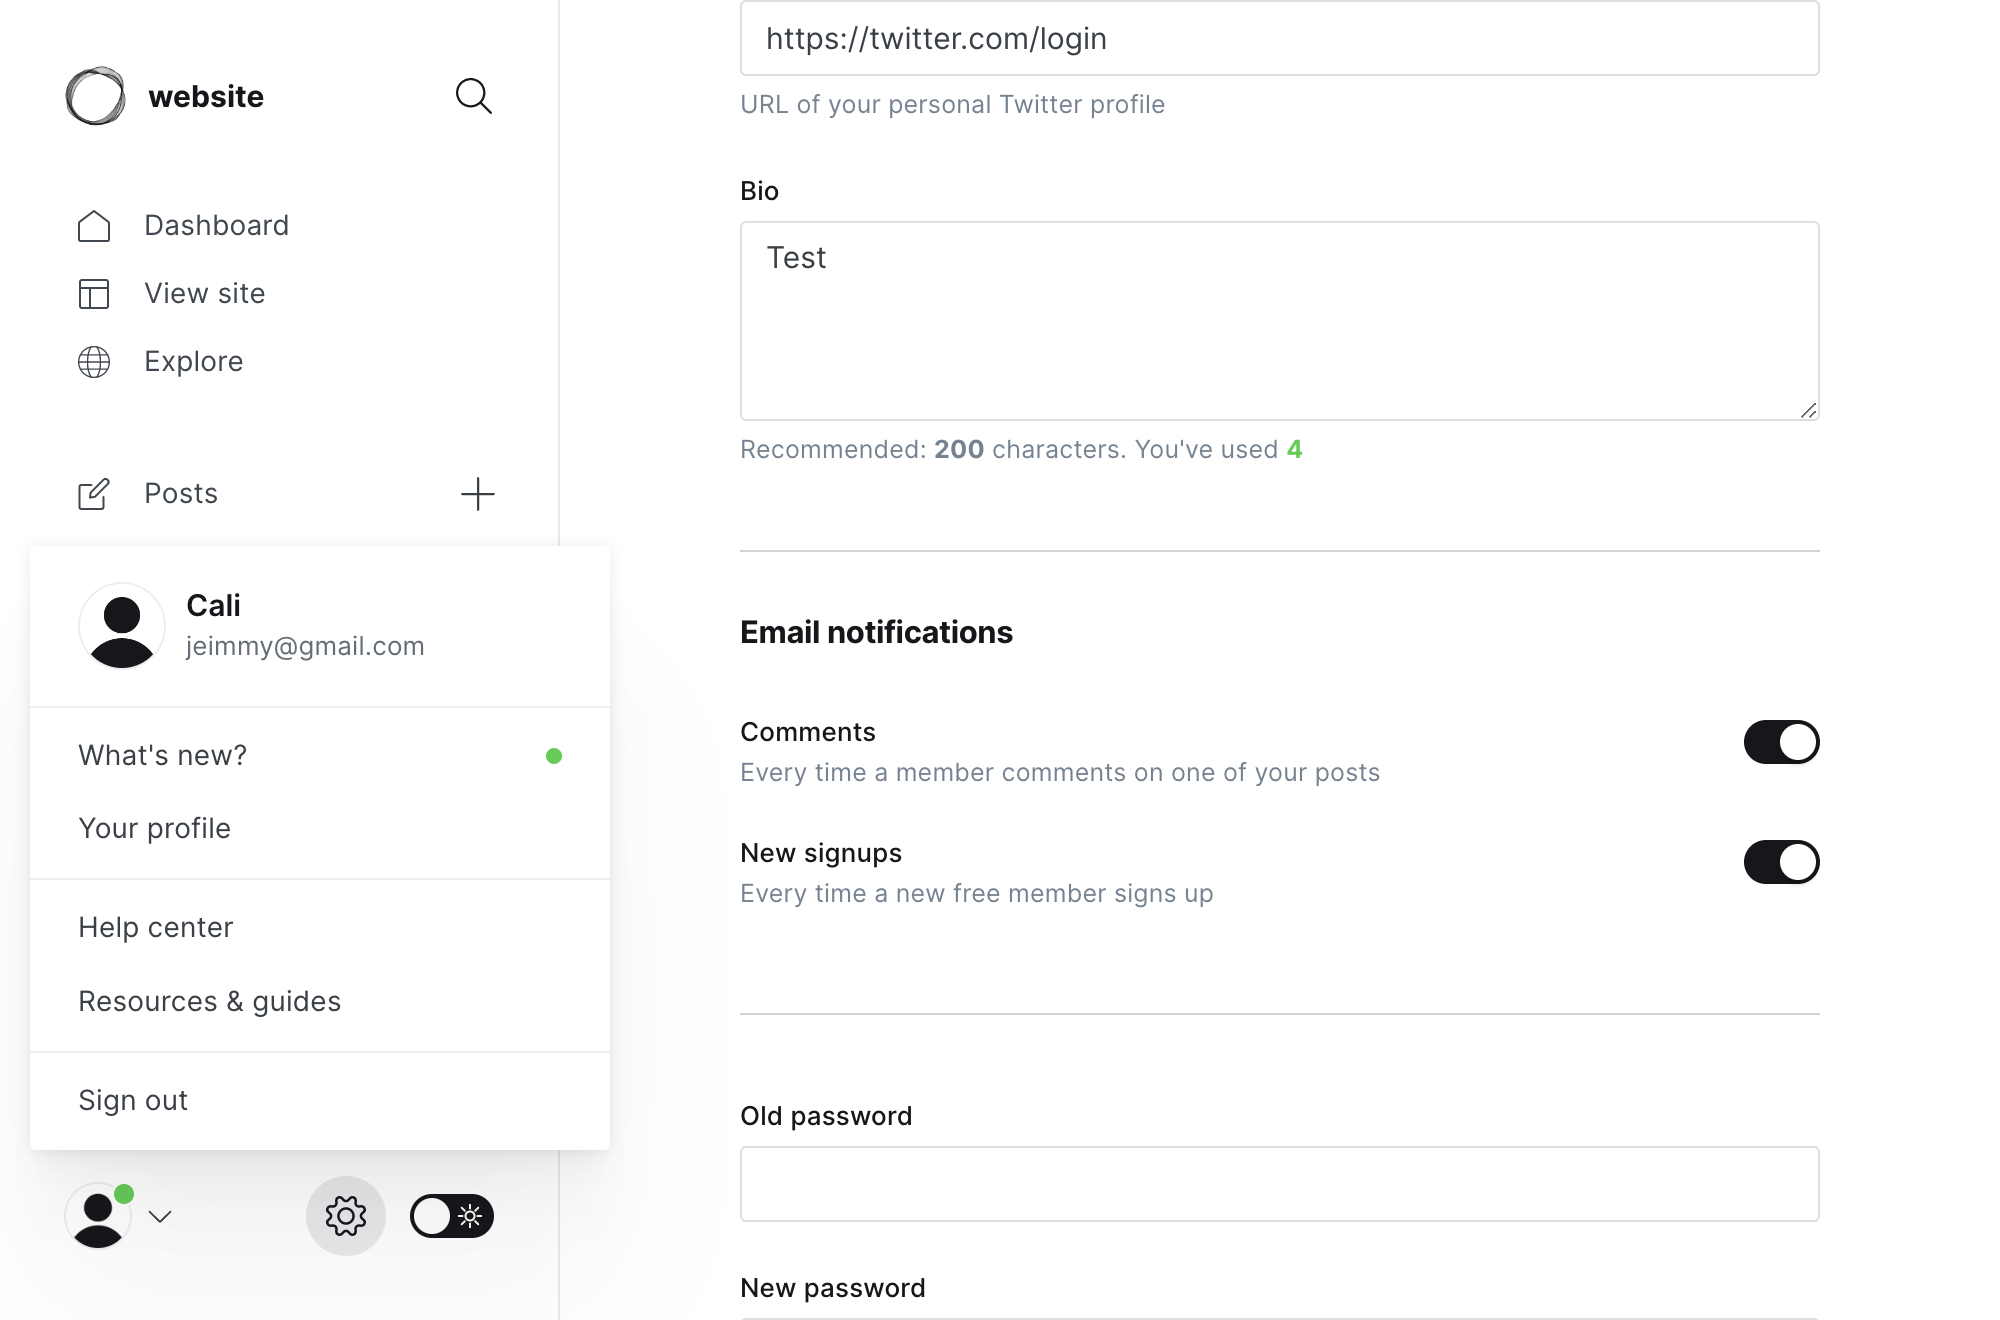 website
Dashboard
View site
Explore
Posts
Cali
jeimmy@gmail.com
What's new?
Your profile
Help center
Resources & guides
Sign out
https://twitter.com/login
URL of your personal Twitter profile
Bio
Test
Recommended: 200 characters. You've used 4
Email notifications
Comments
Every time a member comments on one of your posts
New signups
Every time a new free member signs up
Old password
New password